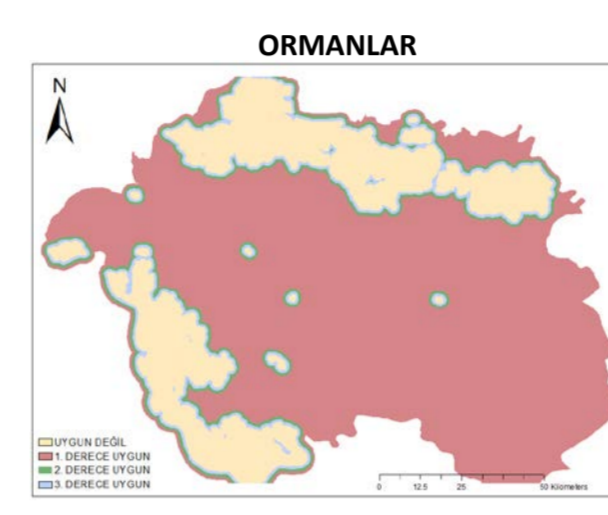 ORMANLAR
N
UYGUN DEĞİL
1. DERECE UYGUN
2. DERECE UYGUN
3. DERECE UYGUN
0 12.5 25 50 Kilometers